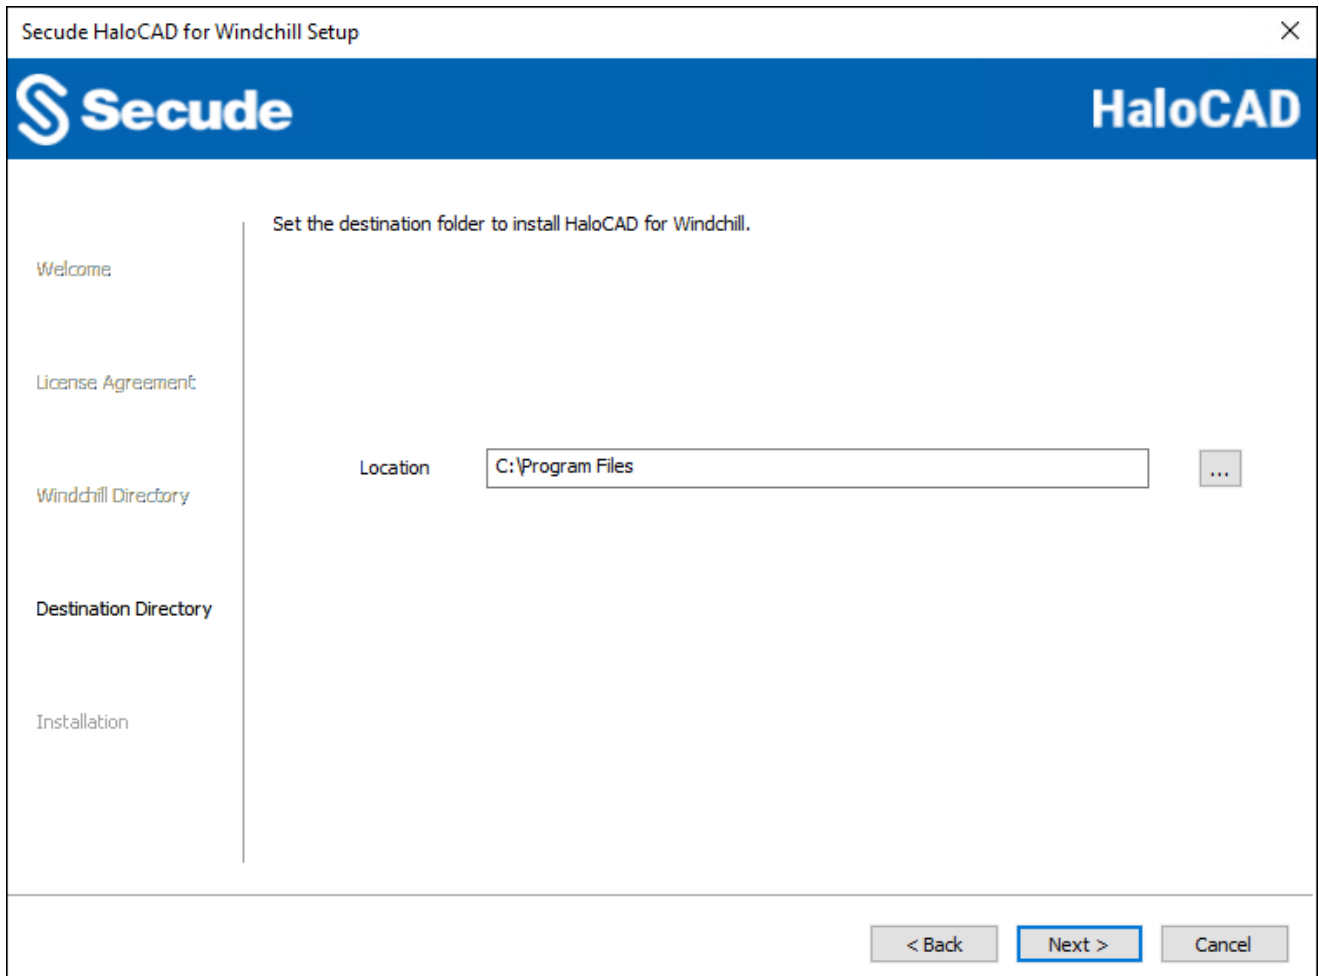 Secude HaloCAD for Windchill Setup
Secude
HaloCAD
Set the destination folder to install HaloCAD for Windchill.
Welcome
License Agreement
Windchill Directory
Destination Directory
Installation
Location
C:\Program Files
...
< Back
Next >
Cancel